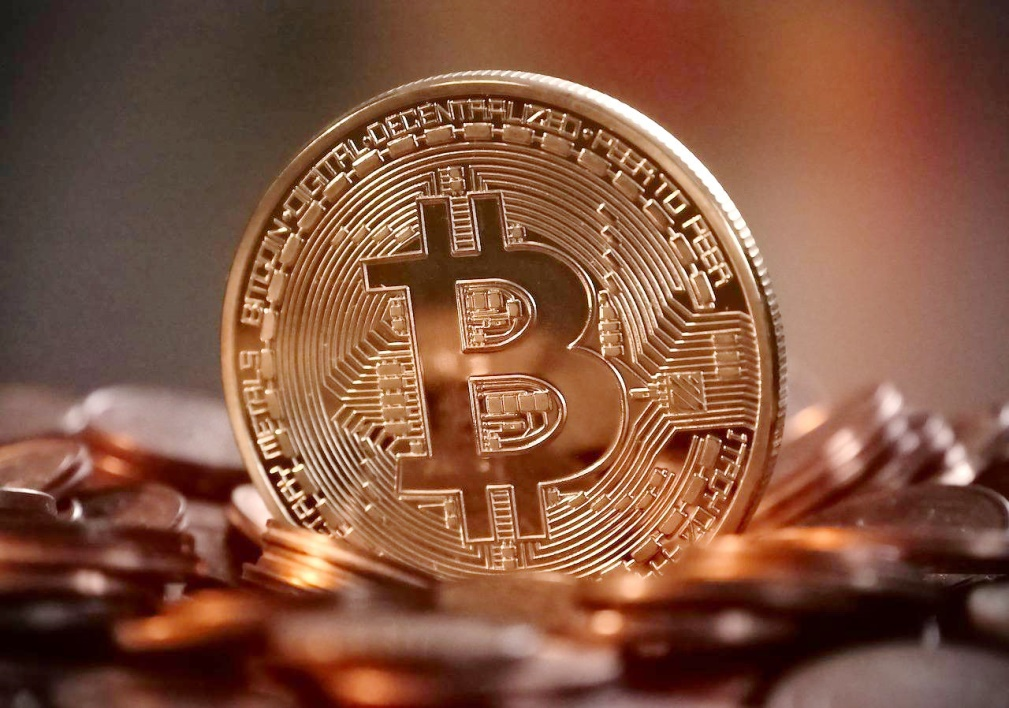 METALS BITCOIN•DIGITAL•DECENTRALIZED•PEER TO PEER
₿